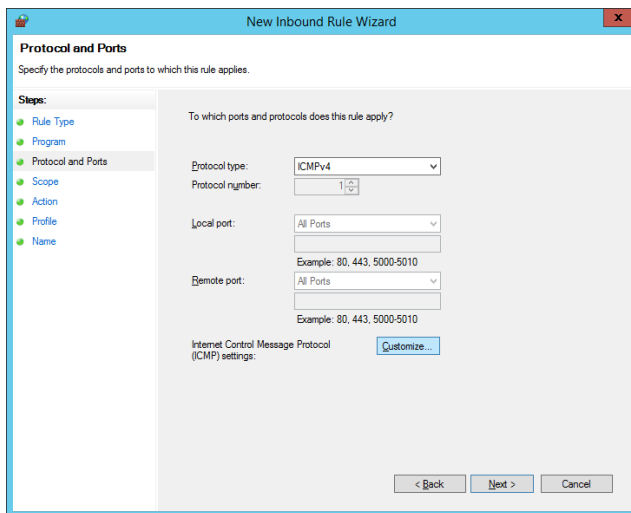 New Inbound Rule Wizard
x
Protocol and Ports
Specify the protocols and ports to which this rule applies.
Steps:
Rule Type
Program
Protocol and Ports
Scope
Action
Profile
Name
To which ports and protocols does this rule apply?
Protocol type: ICMPv4
Protocol number: 1
Local port: All Ports
Example: 80, 443, 5000-5010
Remote port: All Ports
Example: 80, 443, 5000-5010
Internet Control Message Protocol
(ICMP) settings: Customize...
< Back Next > Cancel